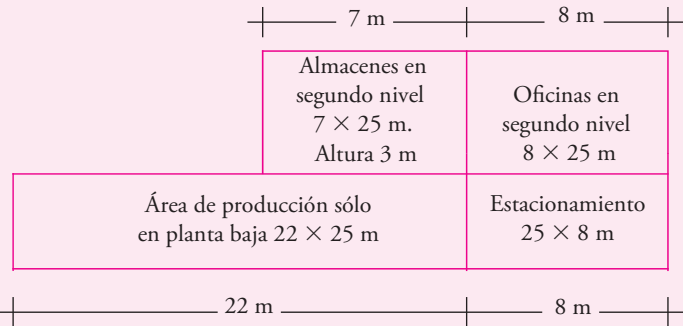 7 m
8 m
Almacenes en
segundo nivel
7 × 25 m.
Altura 3 m
Oficinas en
segundo nivel
8 × 25 m
Área de producción sólo
en planta baja 22 × 25 m
Estacionamiento
25 × 8 m
22 m
8 m